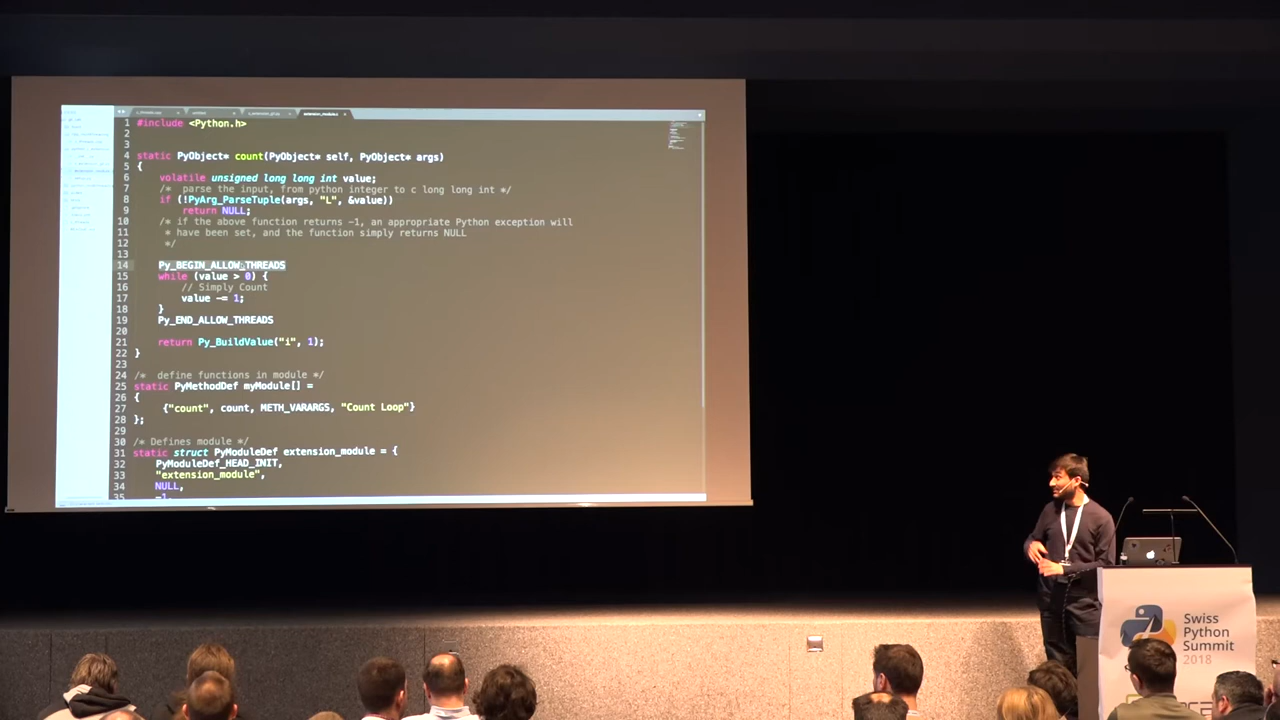 extension_module.c
1 #include <Python.h>
2
3
4 static PyObject* count(PyObject* self, PyObject* args)
5 {
6 volatile unsigned long long int value;
7 /* parse the input, from python integer to c long long int */
8 if (!PyArg_ParseTuple(args, "L", &value))
9 return NULL;
10 /* if the above function returns -1, an appropriate Python exception will
11 * have been set, and the function simply returns NULL
12 */
13
14 Py_BEGIN_ALLOW_THREADS
15 while (value > 0) {
16 // Simply Count
17 value -= 1;
18 }
19 Py_END_ALLOW_THREADS
20
21 return Py_BuildValue("i", 1);
22 }
23
24 /* define functions in module */
25 static PyMethodDef myModule[] =
26 {
27 {"count", count, METH_VARARGS, "Count Loop"}
28 };
29
30 /* Defines module */
31 static struct PyModuleDef extension_module = {
32 PyModuleDef_HEAD_INIT,
33 "extension_module",
34 NULL,
35 -1,
Swiss
Python
Summit
2018